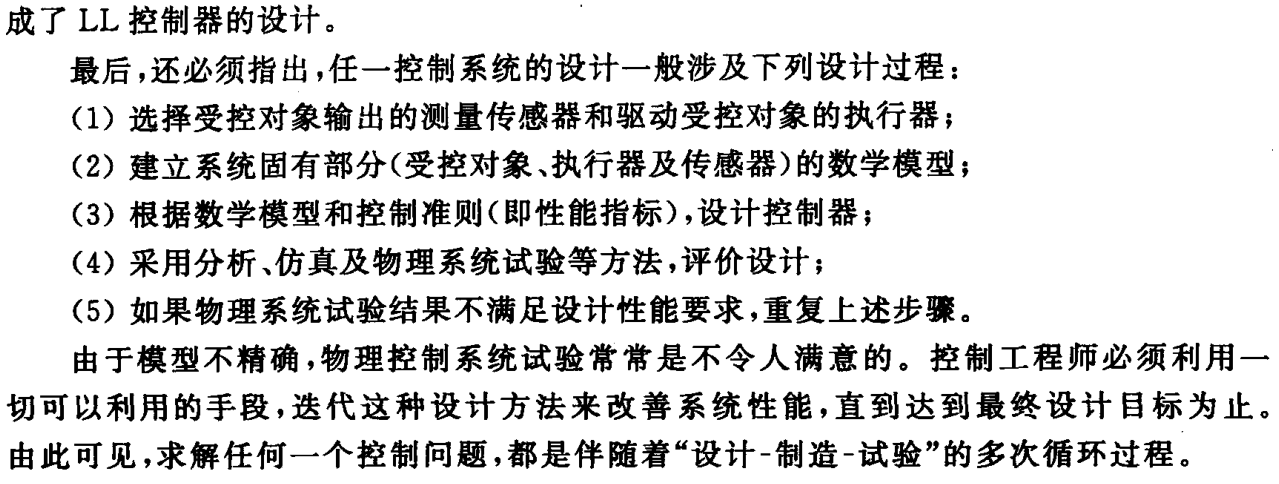 成了 LL 控制器的设计。
最后,还必须指出,任一控制系统的设计一般涉及下列设计过程:
(1) 选择受控对象输出的测量传感器和驱动受控对象的执行器;
(2) 建立系统固有部分(受控对象、执行器及传感器)的数学模型;
(3) 根据数学模型和控制准则(即性能指标),设计控制器;
(4) 采用分析、仿真及物理系统试验等方法,评价设计;
(5) 如果物理系统试验结果不满足设计性能要求,重复上述步骤。
由于模型不精确,物理控制系统试验常常是不令人满意的。控制工程师必须利用一
切可以利用的手段,迭代这种设计方法来改善系统性能,直到达到最终设计目标为止。
由此可见,求解任何一个控制问题,都是伴随着“设计-制造-试验”的多次循环过程。